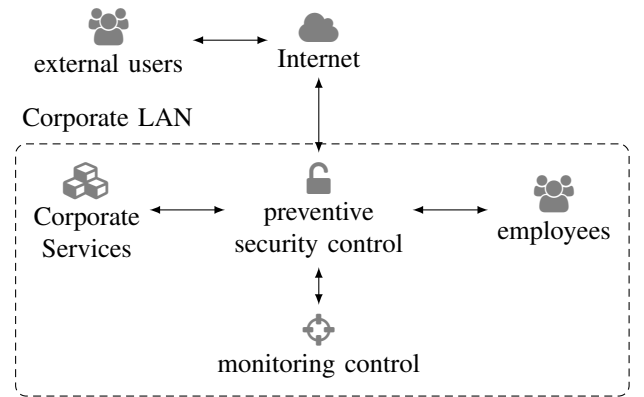 external users
Internet
Corporate LAN
Corporate
Services
preventive
security control
employees
monitoring control